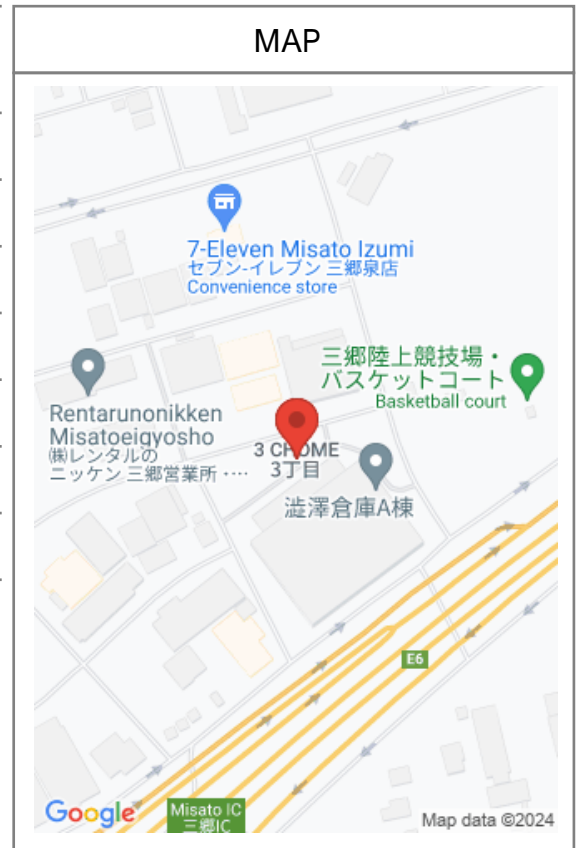 MAP
7-Eleven Misato Izumi
セブン-イレブン 三郷泉店
Convenience store
三郷陸上競技場・
バスケットコート
Basketball court
Rentarunonikken
Misatoeigyosho
㈱レンタルの
ニッケン 三郷営業所・…
3 CHOME
3丁目
澁澤倉庫A棟
E6
Google
Misato IC
三郷IC
Map data ©2024